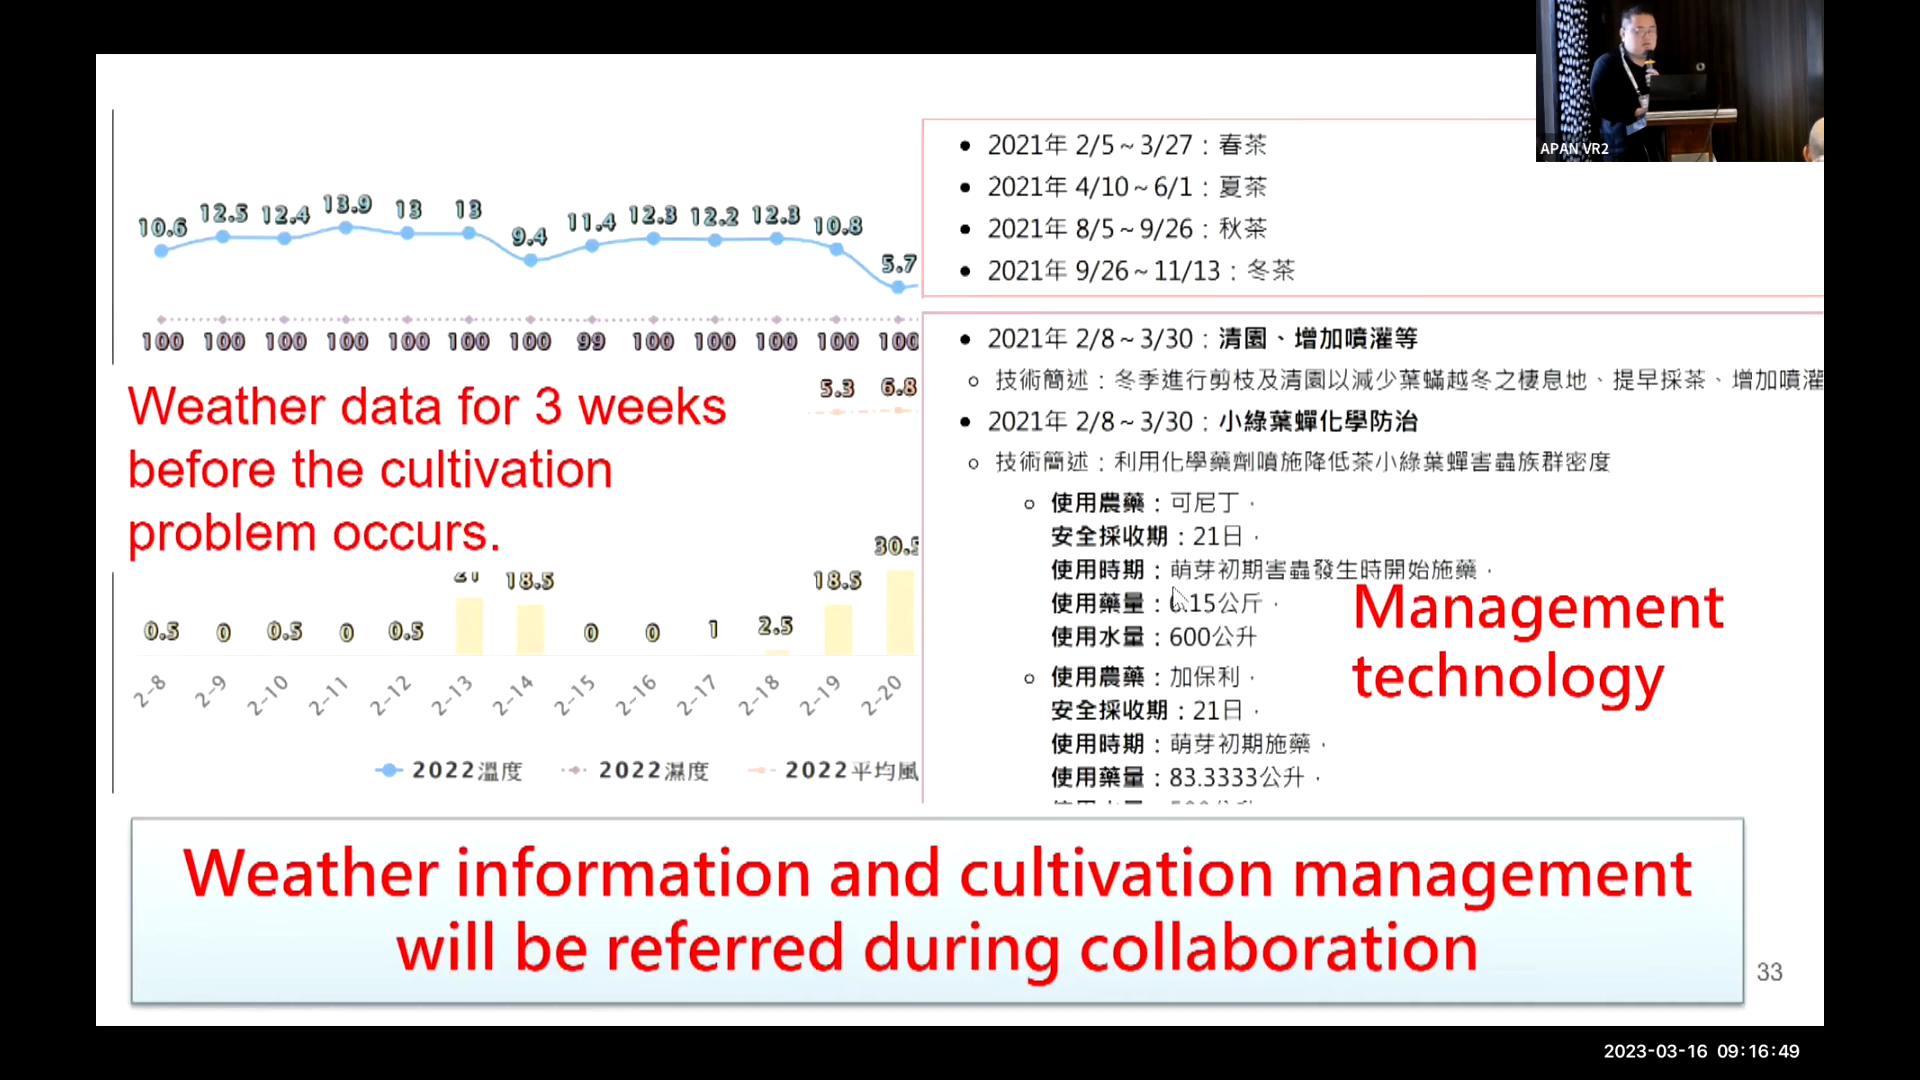 APAN VR2
10.6 12.5 12.4 13.9 13 13 9.4 11.4 12.3 12.2 12.3 10.8 5.7
100 100 100 100 100 100 100 99 100 100 100 100 100
5.3 6.8
Weather data for 3 weeks
before the cultivation
problem occurs.
30.5
21 18.5 18.5
0.5 0 0.5 0 0.5 0 0 1 2.5
2-8 2-9 2-10 2-11 2-12 2-13 2-14 2-15 2-16 2-17 2-18 2-19 2-20
2022溫度 2022濕度 2022平均風
• 2021年 2/5~3/27：春茶
• 2021年 4/10~6/1：夏茶
• 2021年 8/5~9/26：秋茶
• 2021年 9/26~11/13：冬茶
• 2021年 2/8~3/30：清園、增加噴灌等
○ 技術簡述：冬季進行剪枝及清園以減少葉蟎越冬之棲息地、提早採茶、增加噴灌
• 2021年 2/8~3/30：小綠葉蟬化學防治
○ 技術簡述：利用化學藥劑噴施降低茶小綠葉蟬害蟲族群密度
○ 使用農藥：可尼丁，
安全採收期：21日，
使用時期：萌芽初期害蟲發生時開始施藥，
使用藥量：0.15公斤，
使用水量：600公升
○ 使用農藥：加保利，
安全採收期：21日，
使用時期：萌芽初期施藥，
使用藥量：83.3333公升，
Management
technology
Weather information and cultivation management
will be referred during collaboration
33
2023-03-16 09:16:49